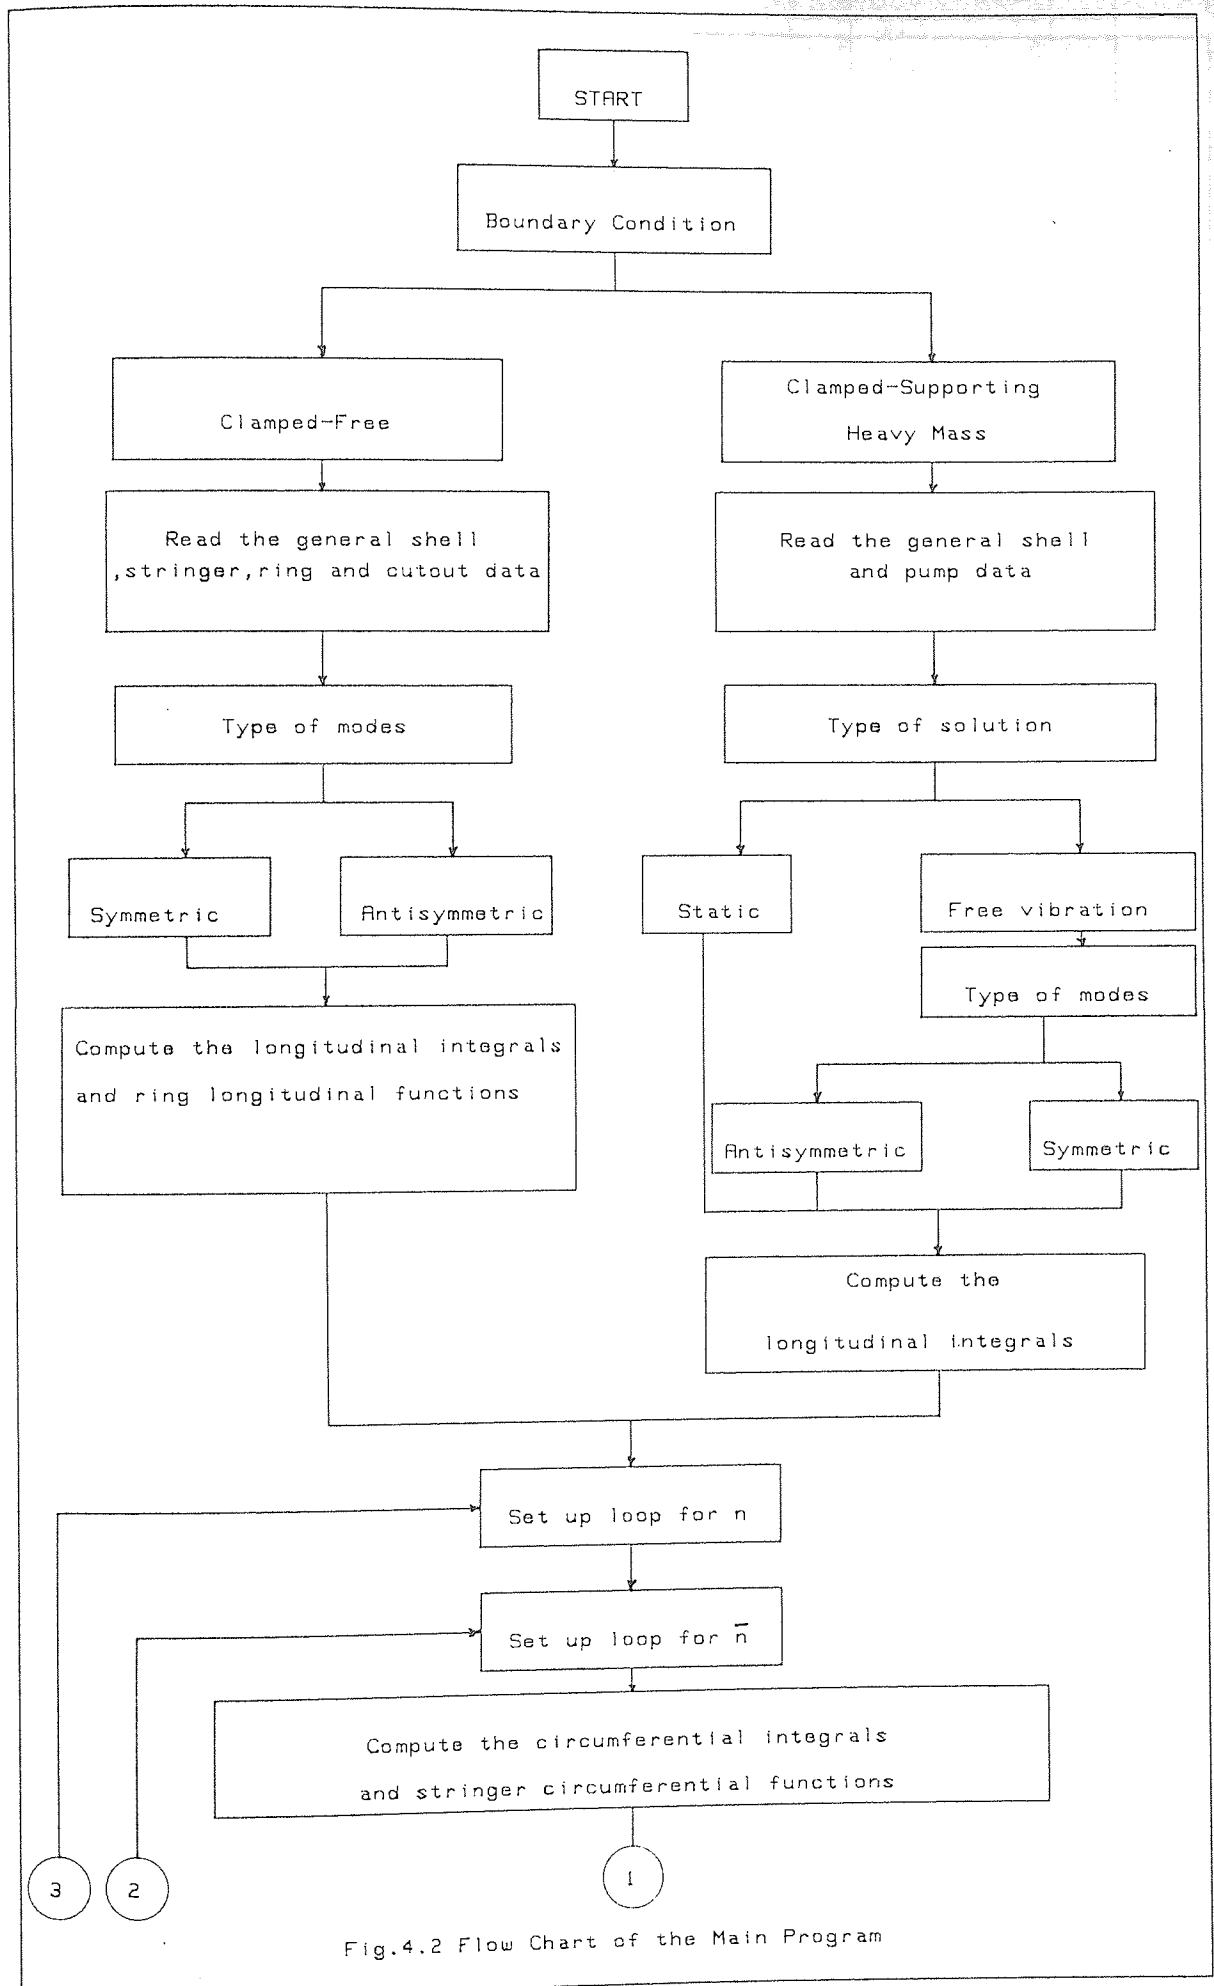 START
Boundary Condition
Clamped-Free
Clamped-Supporting
Heavy Mass
Read the general shell
,stringer,ring and cutout data
Read the general shell
and pump data
Type of modes
Type of solution
Symmetric
Antisymmetric
Static
Free vibration
Type of modes
Compute the longitudinal integrals
and ring longitudinal functions
Antisymmetric
Symmetric
Compute the
longitudinal integrals
Set up loop for n
Set up loop for n̄
Compute the circumferential integrals
and stringer circumferential functions
3
2
1
Fig.4.2 Flow Chart of the Main Program